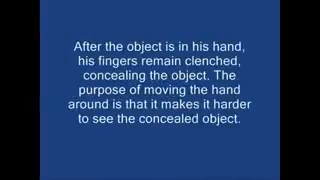 After the object is in his hand,
his fingers remain clenched,
concealing the object. The
purpose of moving the hand
around is that it makes it harder
to see the concealed object.